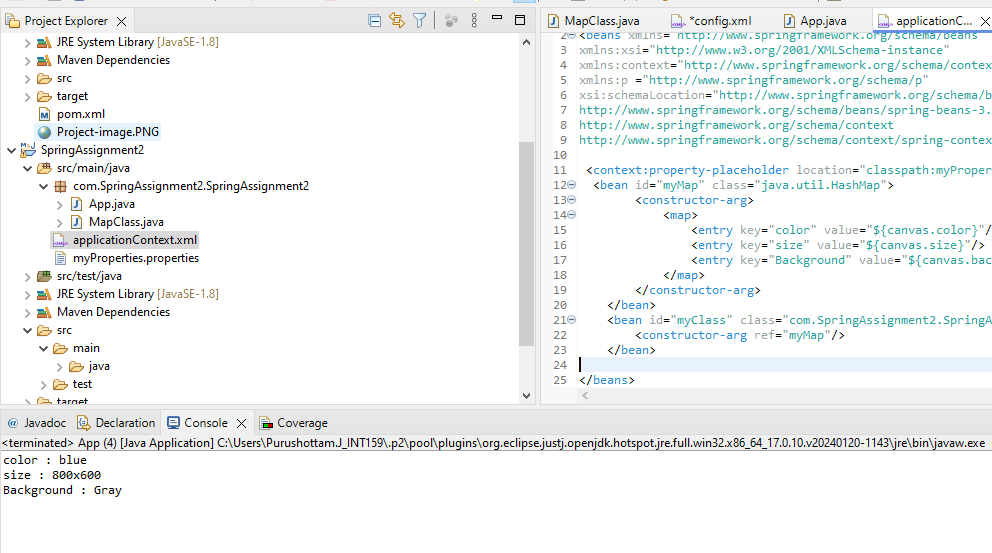 Project Explorer
JRE System Library [JavaSE-1.8]
Maven Dependencies
src
target
pom.xml
Project-image.PNG
SpringAssignment2
src/main/java
com.SpringAssignment2.SpringAssignment2
App.java
MapClass.java
applicationContext.xml
myProperties.properties
src/test/java
JRE System Library [JavaSE-1.8]
Maven Dependencies
src
main
java
test
target
MapClass.java *config.xml App.java applicationC...
2 <beans xmlns="http://www.springframework.org/schema/beans
3 xmlns:xsi="http://www.w3.org/2001/XMLSchema-instance"
4 xmlns:context="http://www.springframework.org/schema/contex
5 xmlns:p ="http://www.springframework.org/schema/p"
6 xsi:schemaLocation="http://www.springframework.org/schema/b
7 http://www.springframework.org/schema/beans/spring-beans-3.
8 http://www.springframework.org/schema/context
9 http://www.springframework.org/schema/context/spring-contex
10
11 <context:property-placeholder location="classpath:myProper
12 <bean id="myMap" class="java.util.HashMap">
13 <constructor-arg>
14 <map>
15 <entry key="color" value="${canvas.color}"/
16 <entry key="size" value="${canvas.size}"/>
17 <entry key="Background" value="${canvas.bac
18 </map>
19 </constructor-arg>
20 </bean>
21 <bean id="myClass" class="com.SpringAssignment2.SpringA
22 <constructor-arg ref="myMap"/>
23 </bean>
24
25 </beans>
@ Javadoc Declaration Console Coverage
<terminated> App (4) [Java Application] C:\Users\Purushottam.J_INT159\.p2\pool\plugins\org.eclipse.justj.openjdk.hotspot.jre.full.win32.x86_64_17.0.10.v20240120-1143\jre\bin\javaw.exe
color : blue
size : 800x600
Background : Gray